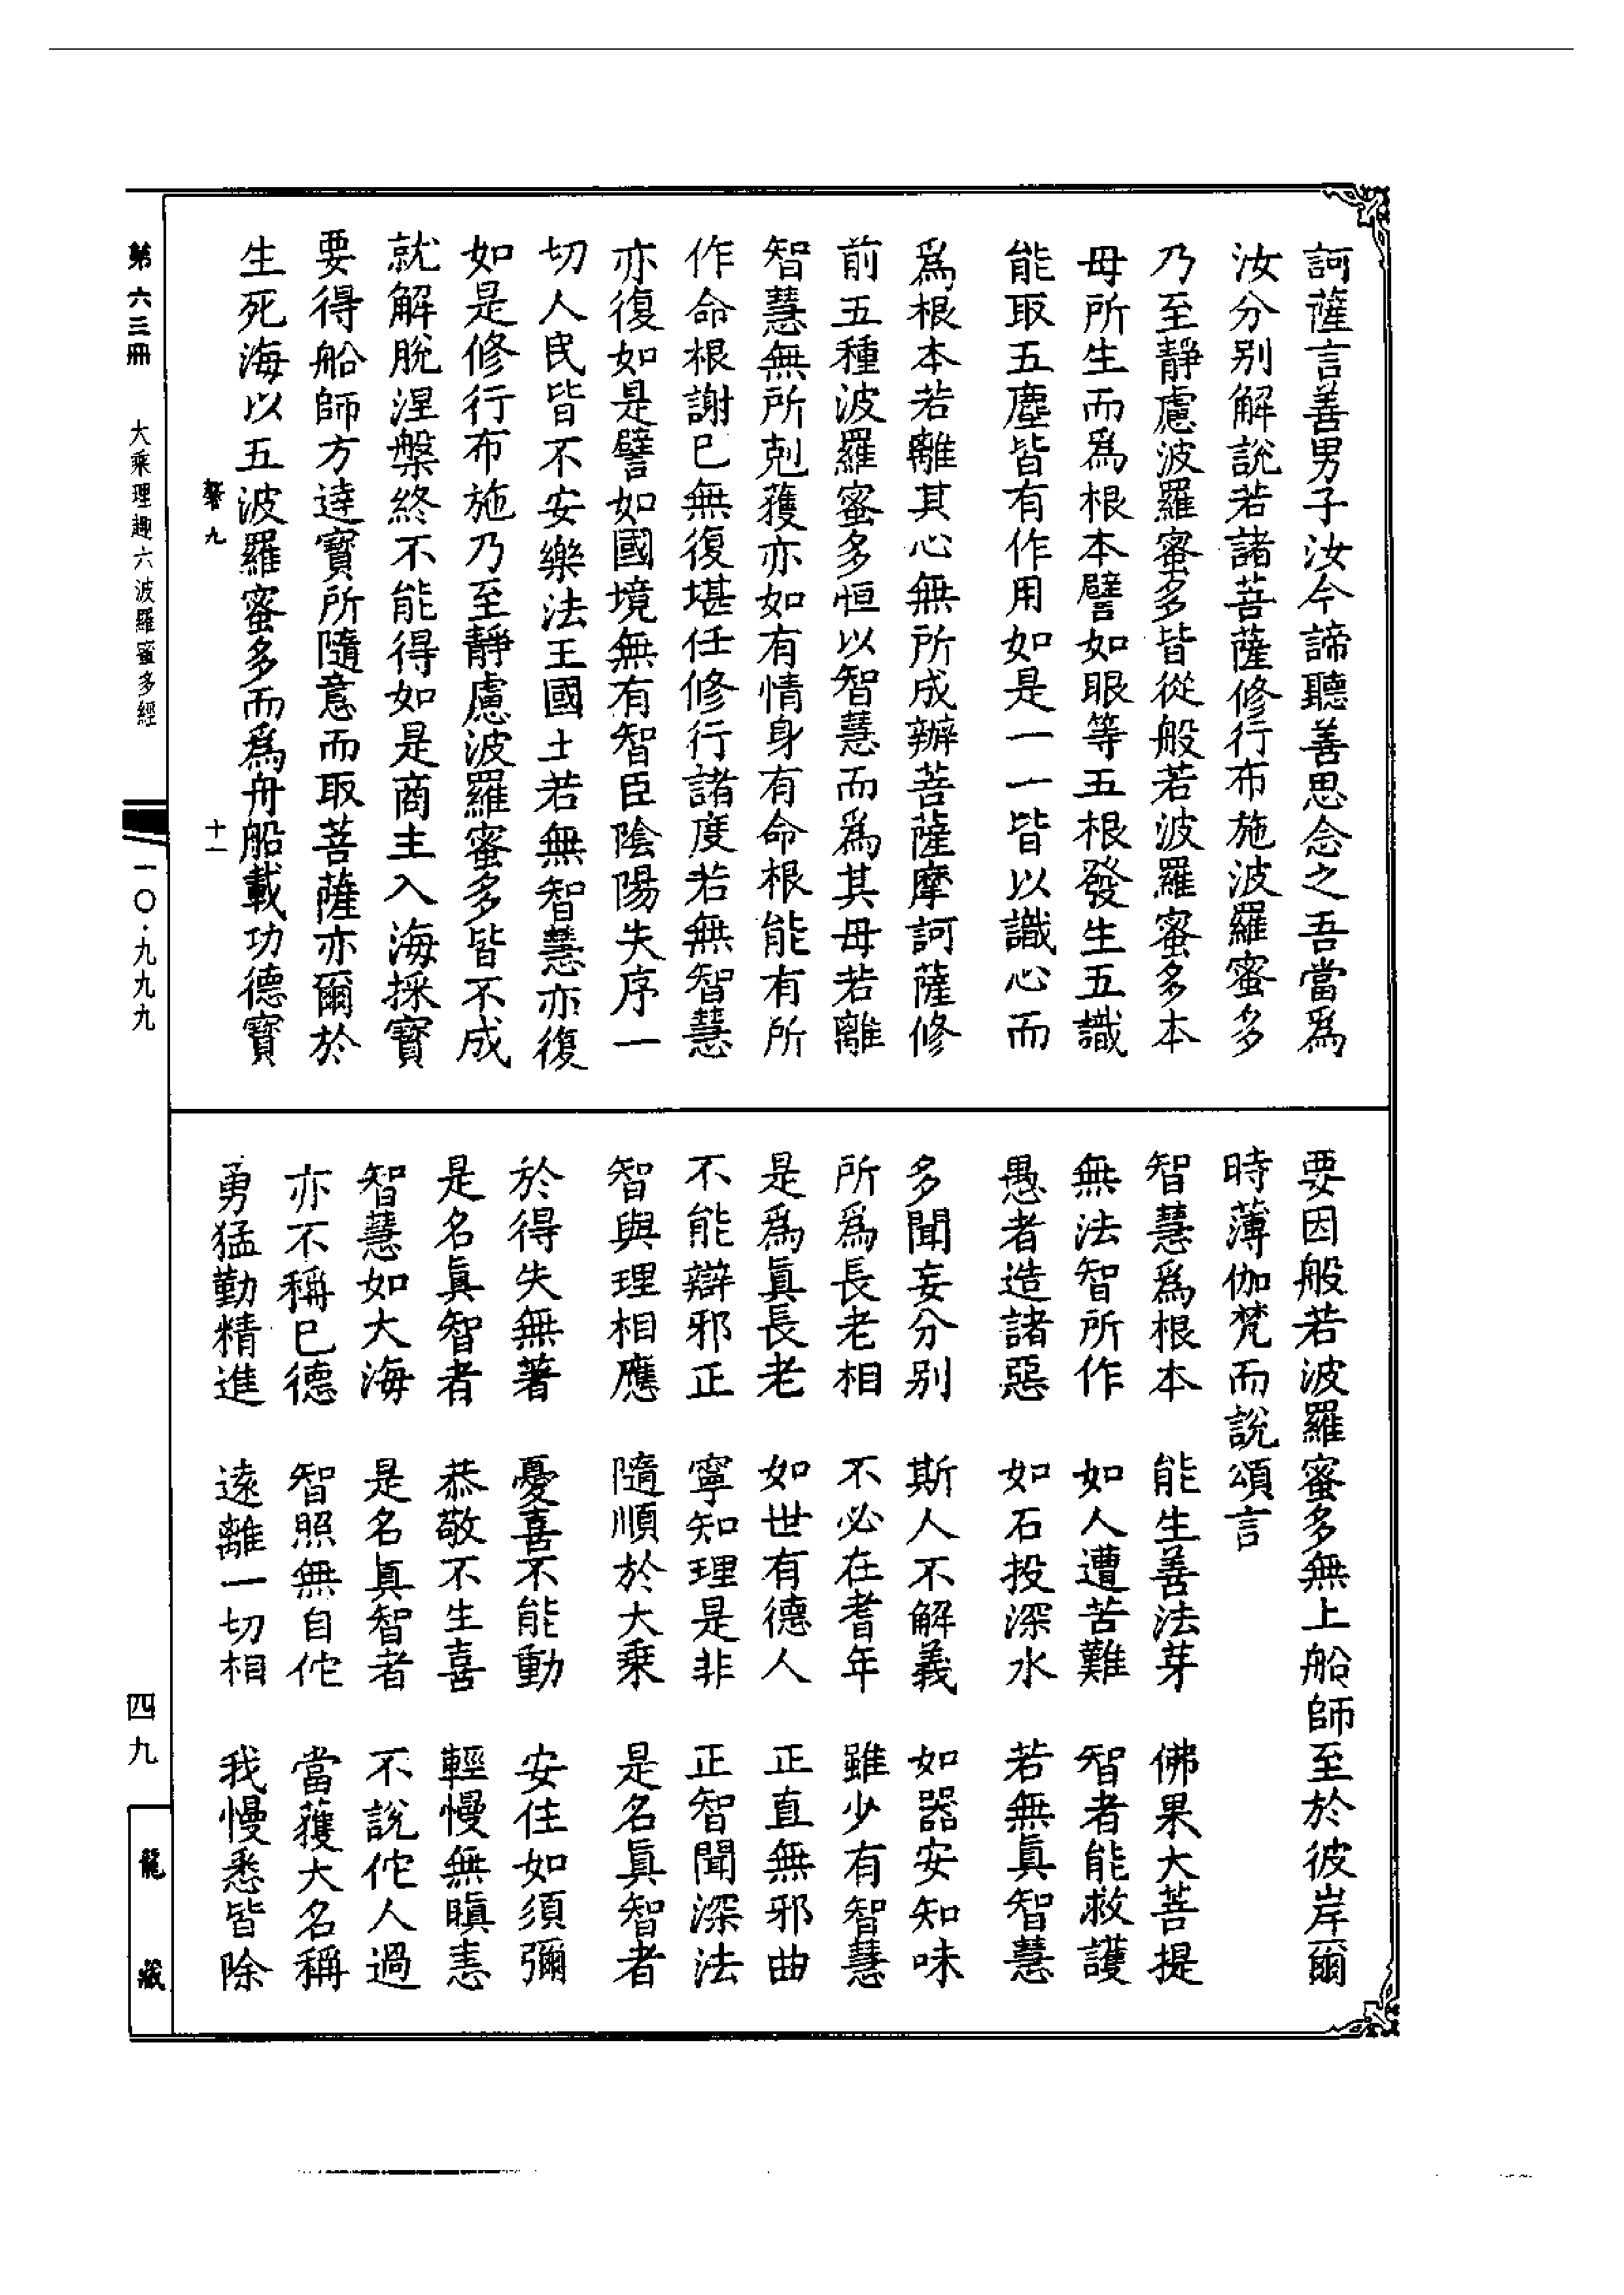 訶薩言善男子汝今諦聽善思念之吾當爲
汝分别解說若諸菩薩修行布施波羅蜜多
乃至靜慮波羅蜜多皆從般若波羅蜜多本
母所生而爲根本譬如眼等五根發生五識
能取五塵皆有作用如是一一皆以識心而
爲根本若離其心無所成辦菩薩摩訶薩修
前五種波羅蜜多恒以智慧而爲其母若離
智慧無所剋獲亦如有情身有命根能有所
作命根謝已無復堪任修行諸度若無智慧
亦復如是譬如國境無有智臣陰陽失序一
切人民皆不安樂法王國土若無智慧亦復
如是修行布施乃至靜慮波羅蜜多皆不成
就解脫涅槃終不能得如是商主入海採寳
要得船師方達寳所隨意而取菩薩亦爾於
生死海以五波羅蜜多而爲舟船載功德寳
馨九 十一
要因般若波羅蜜多無上船師至於彼岸爾
時薄伽梵而說頌言
智慧爲根本 能生善法芽 佛果大菩提
無法智所作 如人遭苦難 智者能救護
愚者造諸惡 如石投深水 若無眞智慧
多聞妄分别 斯人不解義 如器安知味
所爲長老相 不必在耆年 雖少有智慧
是爲眞長老 如世有德人 正直無邪曲
不能辯邪正 寧知理是非 正智聞深法
智與理相應 隨順於大乘 是名眞智者
於得失無著 憂喜不能動 安住如須彌
是名眞智者 恭敬不生喜 輕慢無瞋恚
智慧如大海 是名眞智者 不說佗人過
亦不稱已德 智照無自佗 當獲大名稱
勇猛勤精進 遠離一切相 我慢悉皆除
第六三冊 大乘理趣六波羅蜜多經 一〇·九九九 四九 龍藏